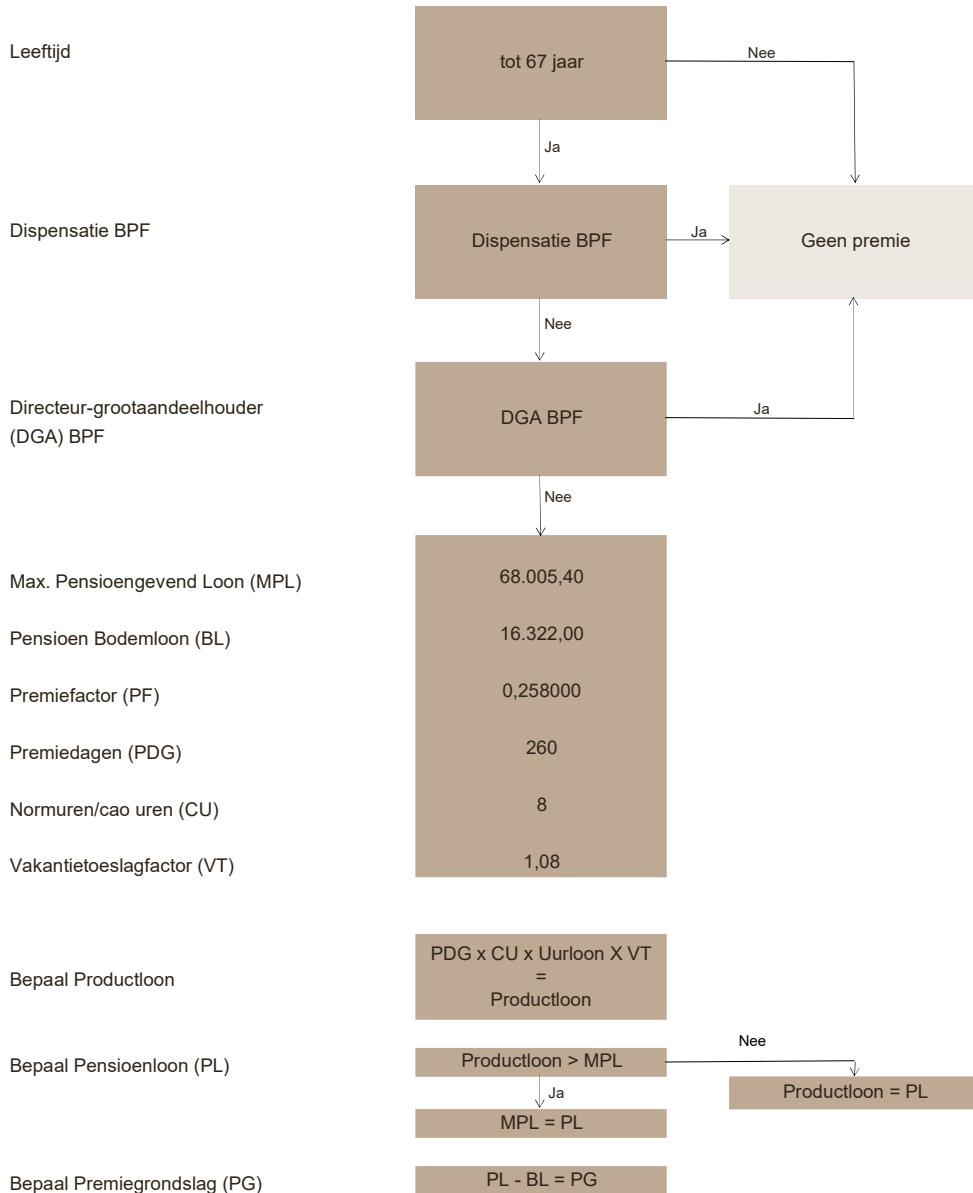 Leeftijd
tot 67 jaar
Nee
Ja
Dispensatie BPF
Dispensatie BPF
Ja
Geen premie
Nee
Directeur-grootaandeelhouder
(DGA) BPF
DGA BPF
Ja
Nee
Max. Pensioengevend Loon (MPL)
68.005,40
Pensioen Bodemloon (BL)
16.322,00
Premiefactor (PF)
0,258000
Premiedagen (PDG)
260
Normuren/cao uren (CU)
8
Vakantietoeslagfactor (VT)
1,08
Bepaal Productloon
PDG x CU x Uurloon X VT
=
Productloon
Bepaal Pensioenloon (PL)
Productloon > MPL
Nee
Ja
Productloon = PL
MPL = PL
Bepaal Premiegrondslag (PG)
PL - BL = PG